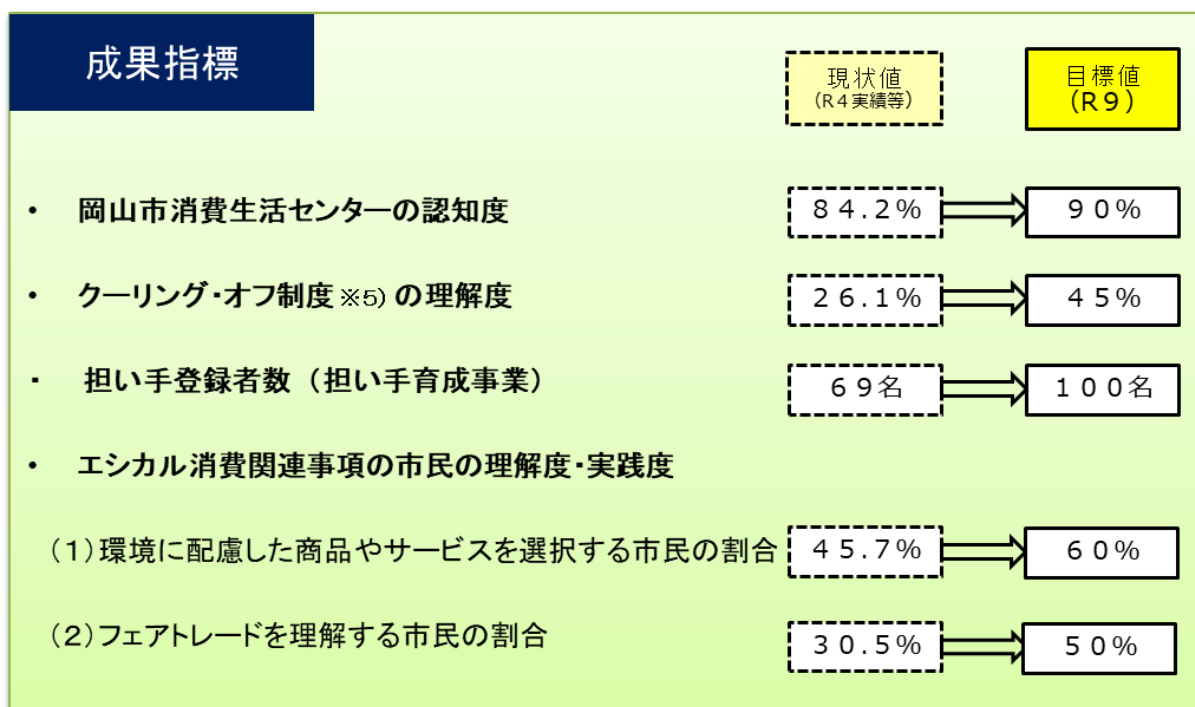 成果指標
現状値
(R4実績等)
目標値
(R9)
・ 岡山市消費生活センターの認知度 84.2% 90%
・ クーリング・オフ制度※5)の理解度 26.1% 45%
・ 担い手登録者数（担い手育成事業） 69名 100名
・ エシカル消費関連事項の市民の理解度・実践度
（1）環境に配慮した商品やサービスを選択する市民の割合 45.7% 60%
（2）フェアトレードを理解する市民の割合 30.5% 50%